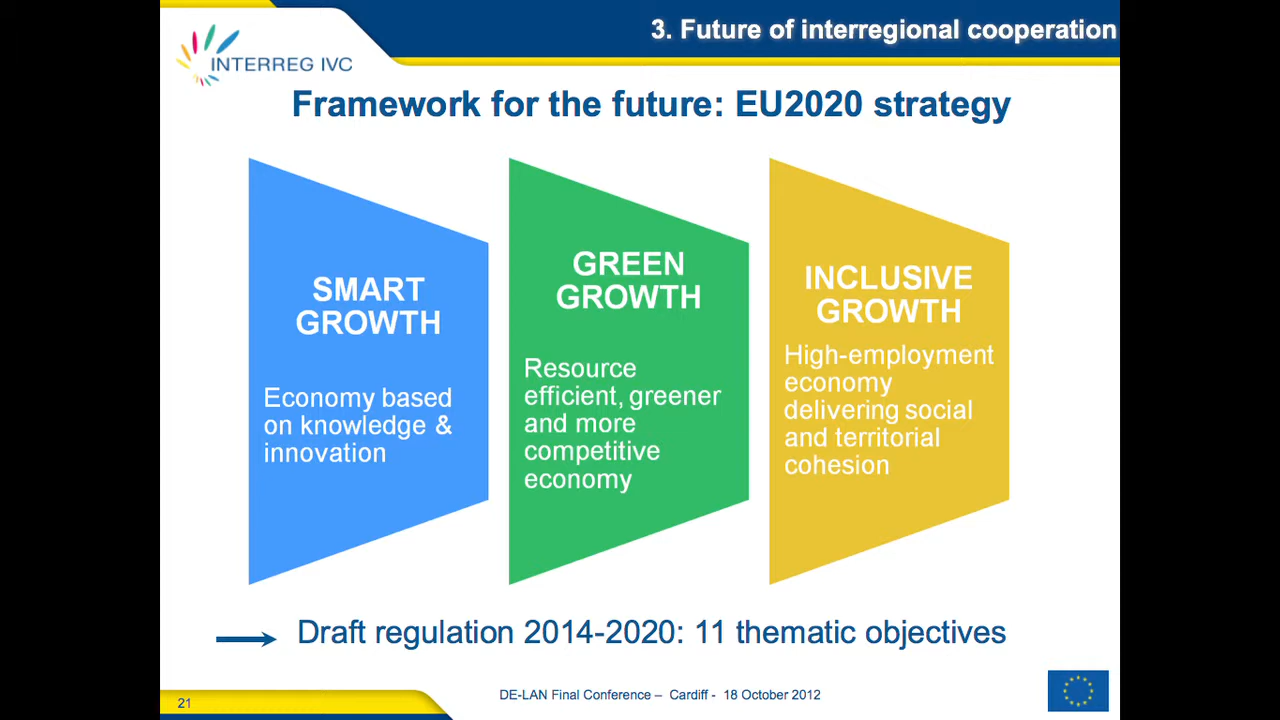 3. Future of interregional cooperation
INTERREG IVC
Framework for the future: EU2020 strategy
SMART
GROWTH
Economy based
on knowledge &
innovation
GREEN
GROWTH
Resource
efficient, greener
and more
competitive
economy
INCLUSIVE
GROWTH
High-employment
economy
delivering social
and territorial
cohesion
Draft regulation 2014-2020: 11 thematic objectives
21
DE-LAN Final Conference – Cardiff - 18 October 2012